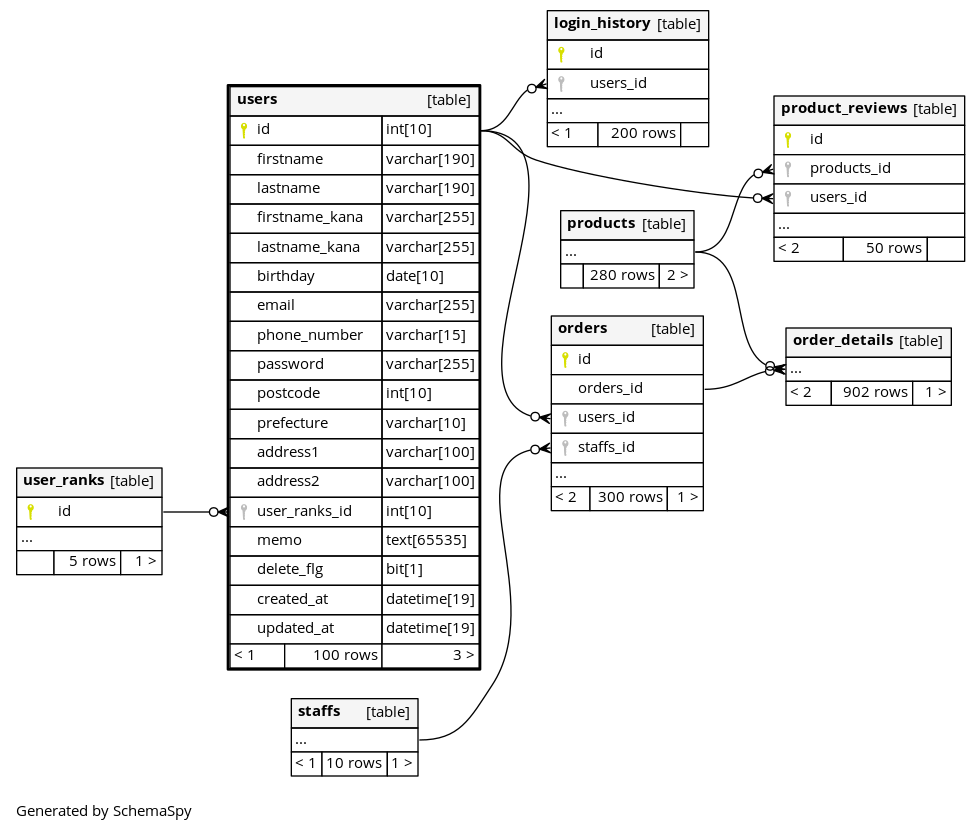 login_history [table]
id
users_id
...
< 1 200 rows
users [table]
id int[10]
firstname varchar[190]
lastname varchar[190]
firstname_kana varchar[255]
lastname_kana varchar[255]
birthday date[10]
email varchar[255]
phone_number varchar[15]
password varchar[255]
postcode int[10]
prefecture varchar[10]
address1 varchar[100]
address2 varchar[100]
user_ranks_id int[10]
memo text[65535]
delete_flg bit[1]
created_at datetime[19]
updated_at datetime[19]
< 1 100 rows 3 >
product_reviews [table]
id
products_id
users_id
...
< 2 50 rows
products [table]
...
280 rows 2 >
orders [table]
id
orders_id
users_id
staffs_id
...
< 2 300 rows 1 >
order_details [table]
...
< 2 902 rows 1 >
user_ranks [table]
id
...
5 rows 1 >
staffs [table]
...
< 1 10 rows 1 >
Generated by SchemaSpy